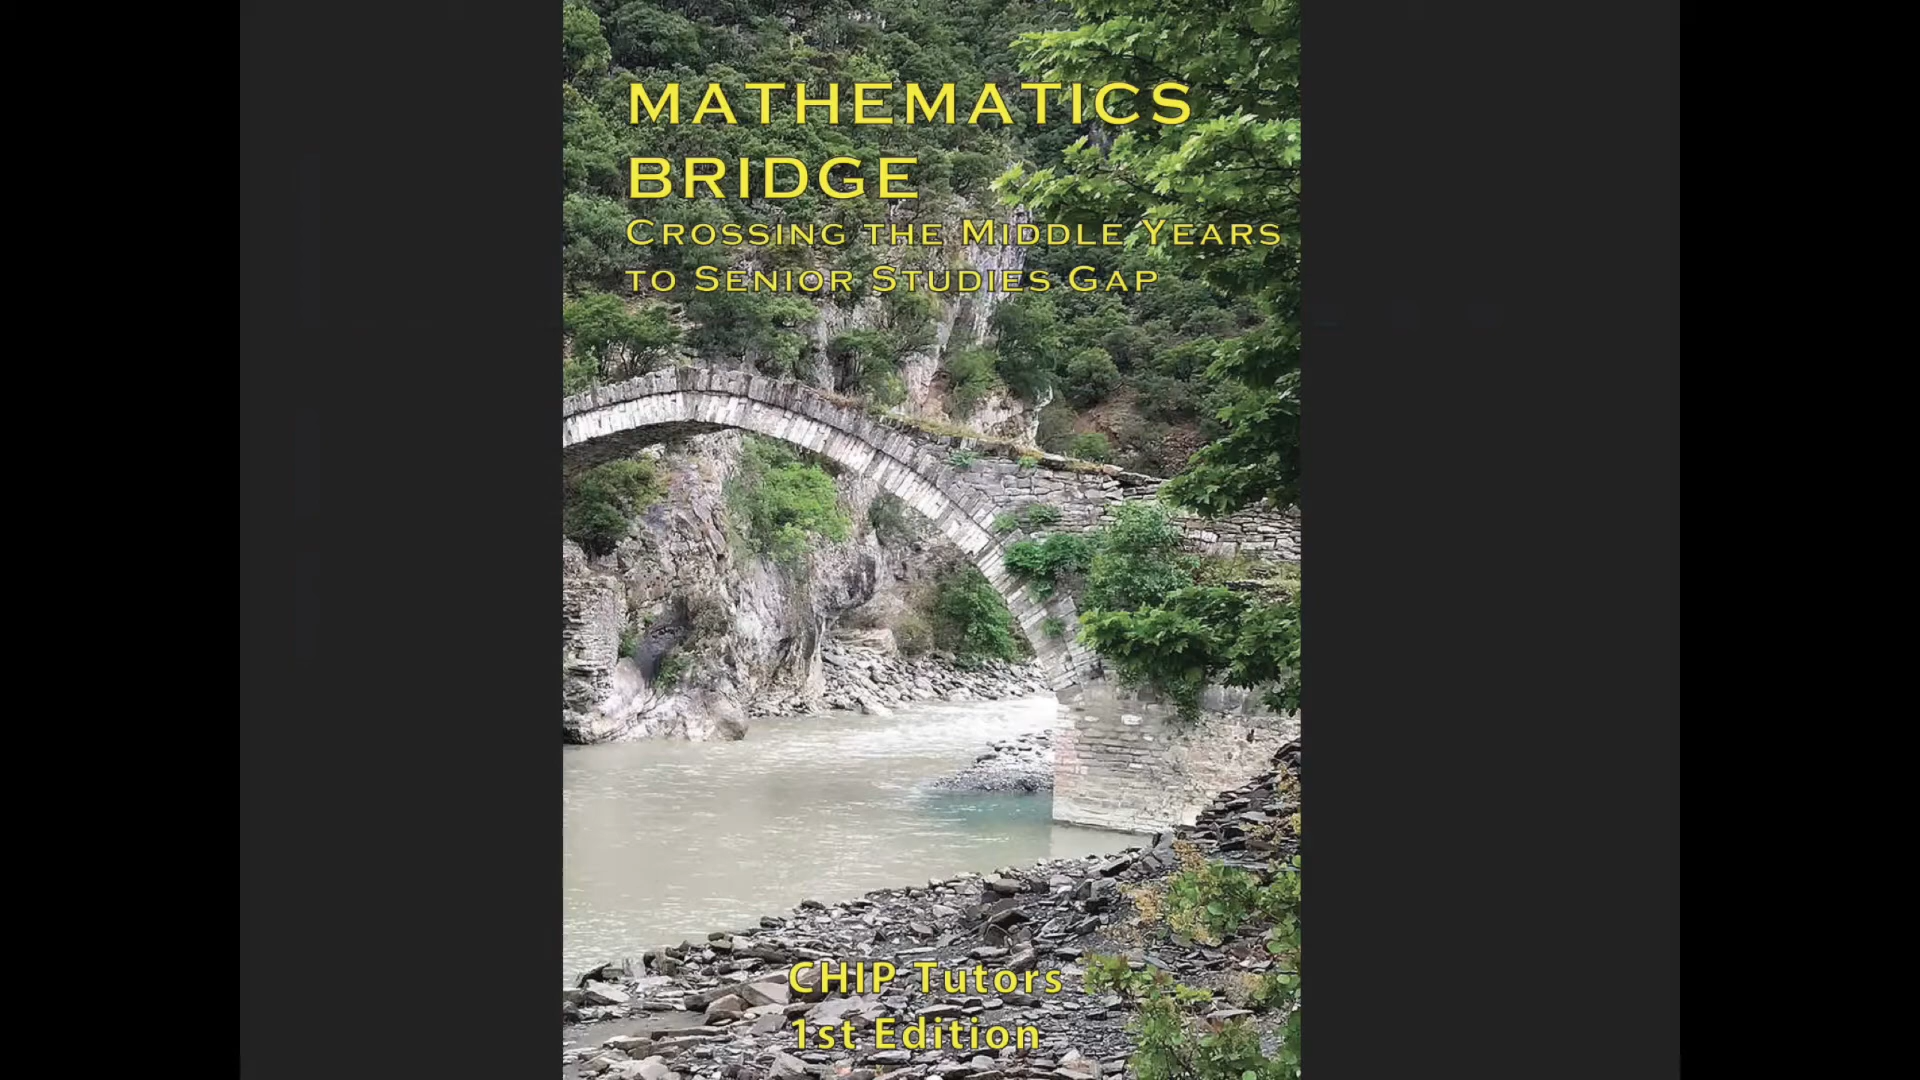 MATHEMATICS
BRIDGE
CROSSING THE MIDDLE YEARS
TO SENIOR STUDIES GAP
CHIP Tutors
1st Edition